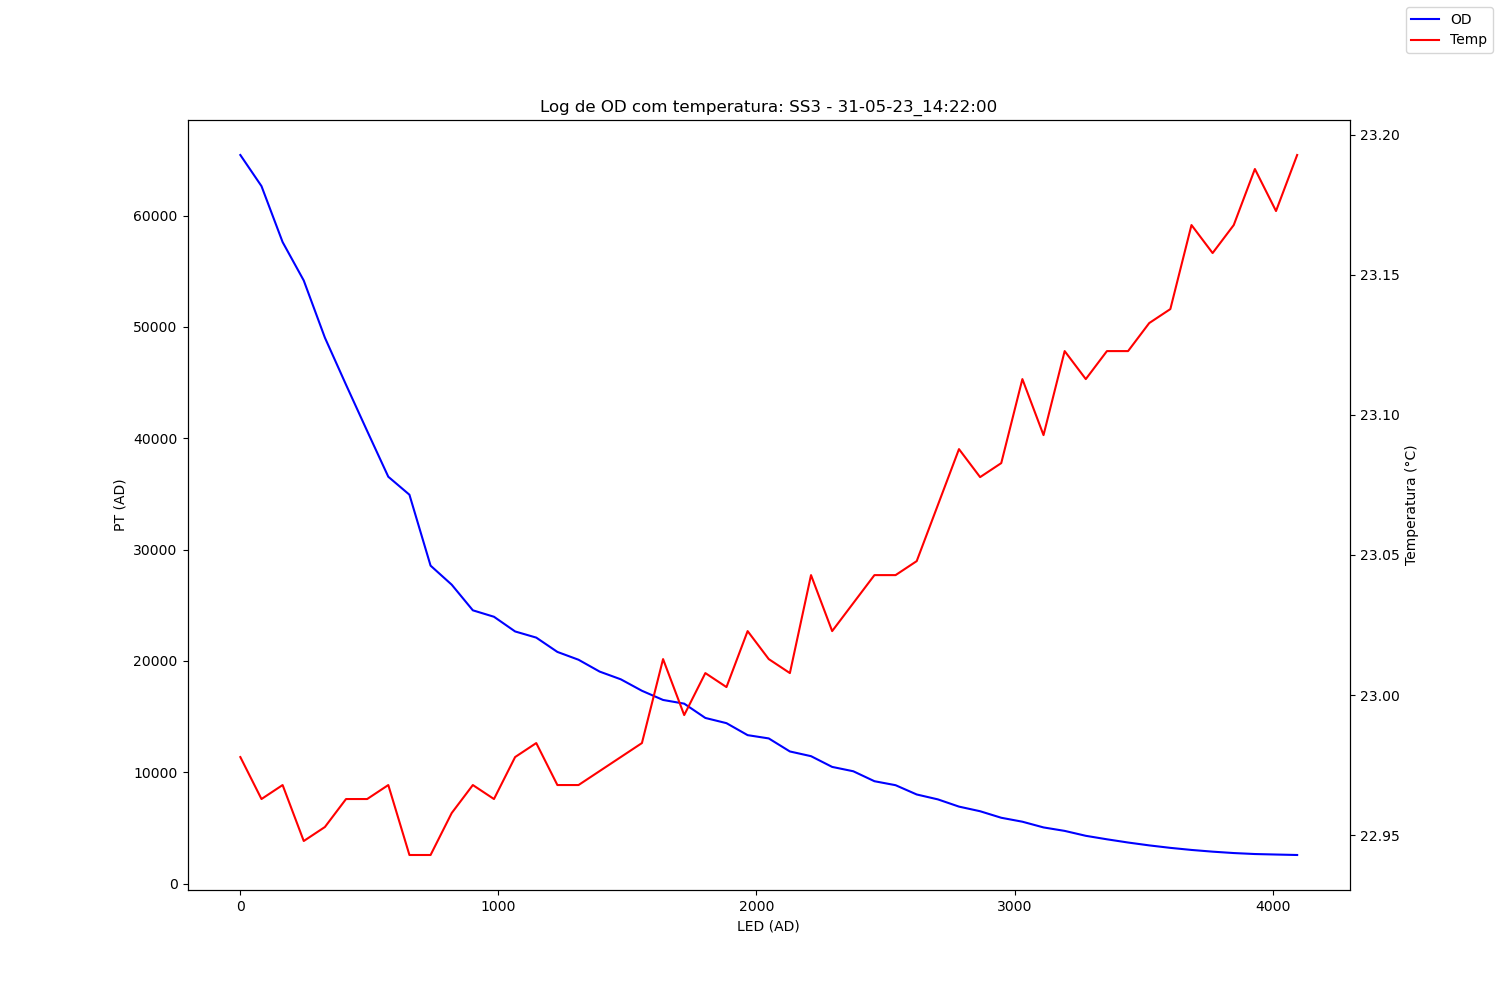 OD
Temp
Log de OD com temperatura: SS3 - 31-05-23_14:22:00
60000
50000
40000
30000
20000
10000
0
PT (AD)
23.20
23.15
23.10
23.05
23.00
22.95
Temperatura (°C)
0 1000 2000 3000 4000
LED (AD)